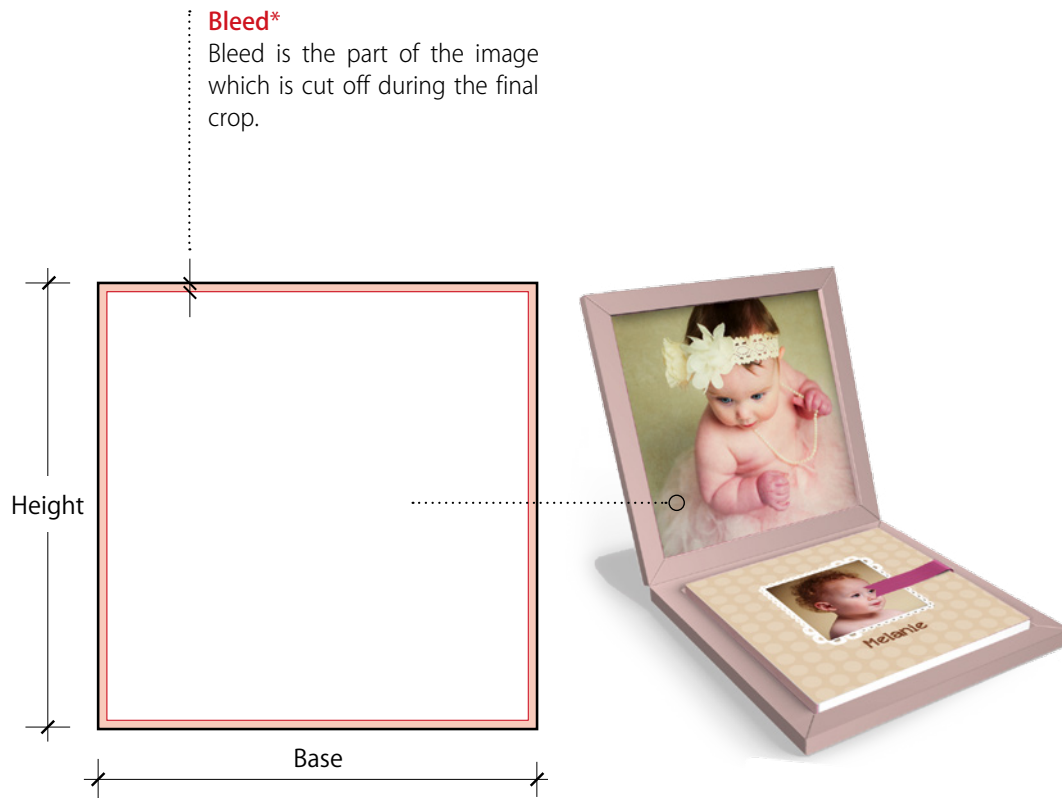 Bleed*
Bleed is the part of the image
which is cut off during the final
crop.
Height
Base
Melanie